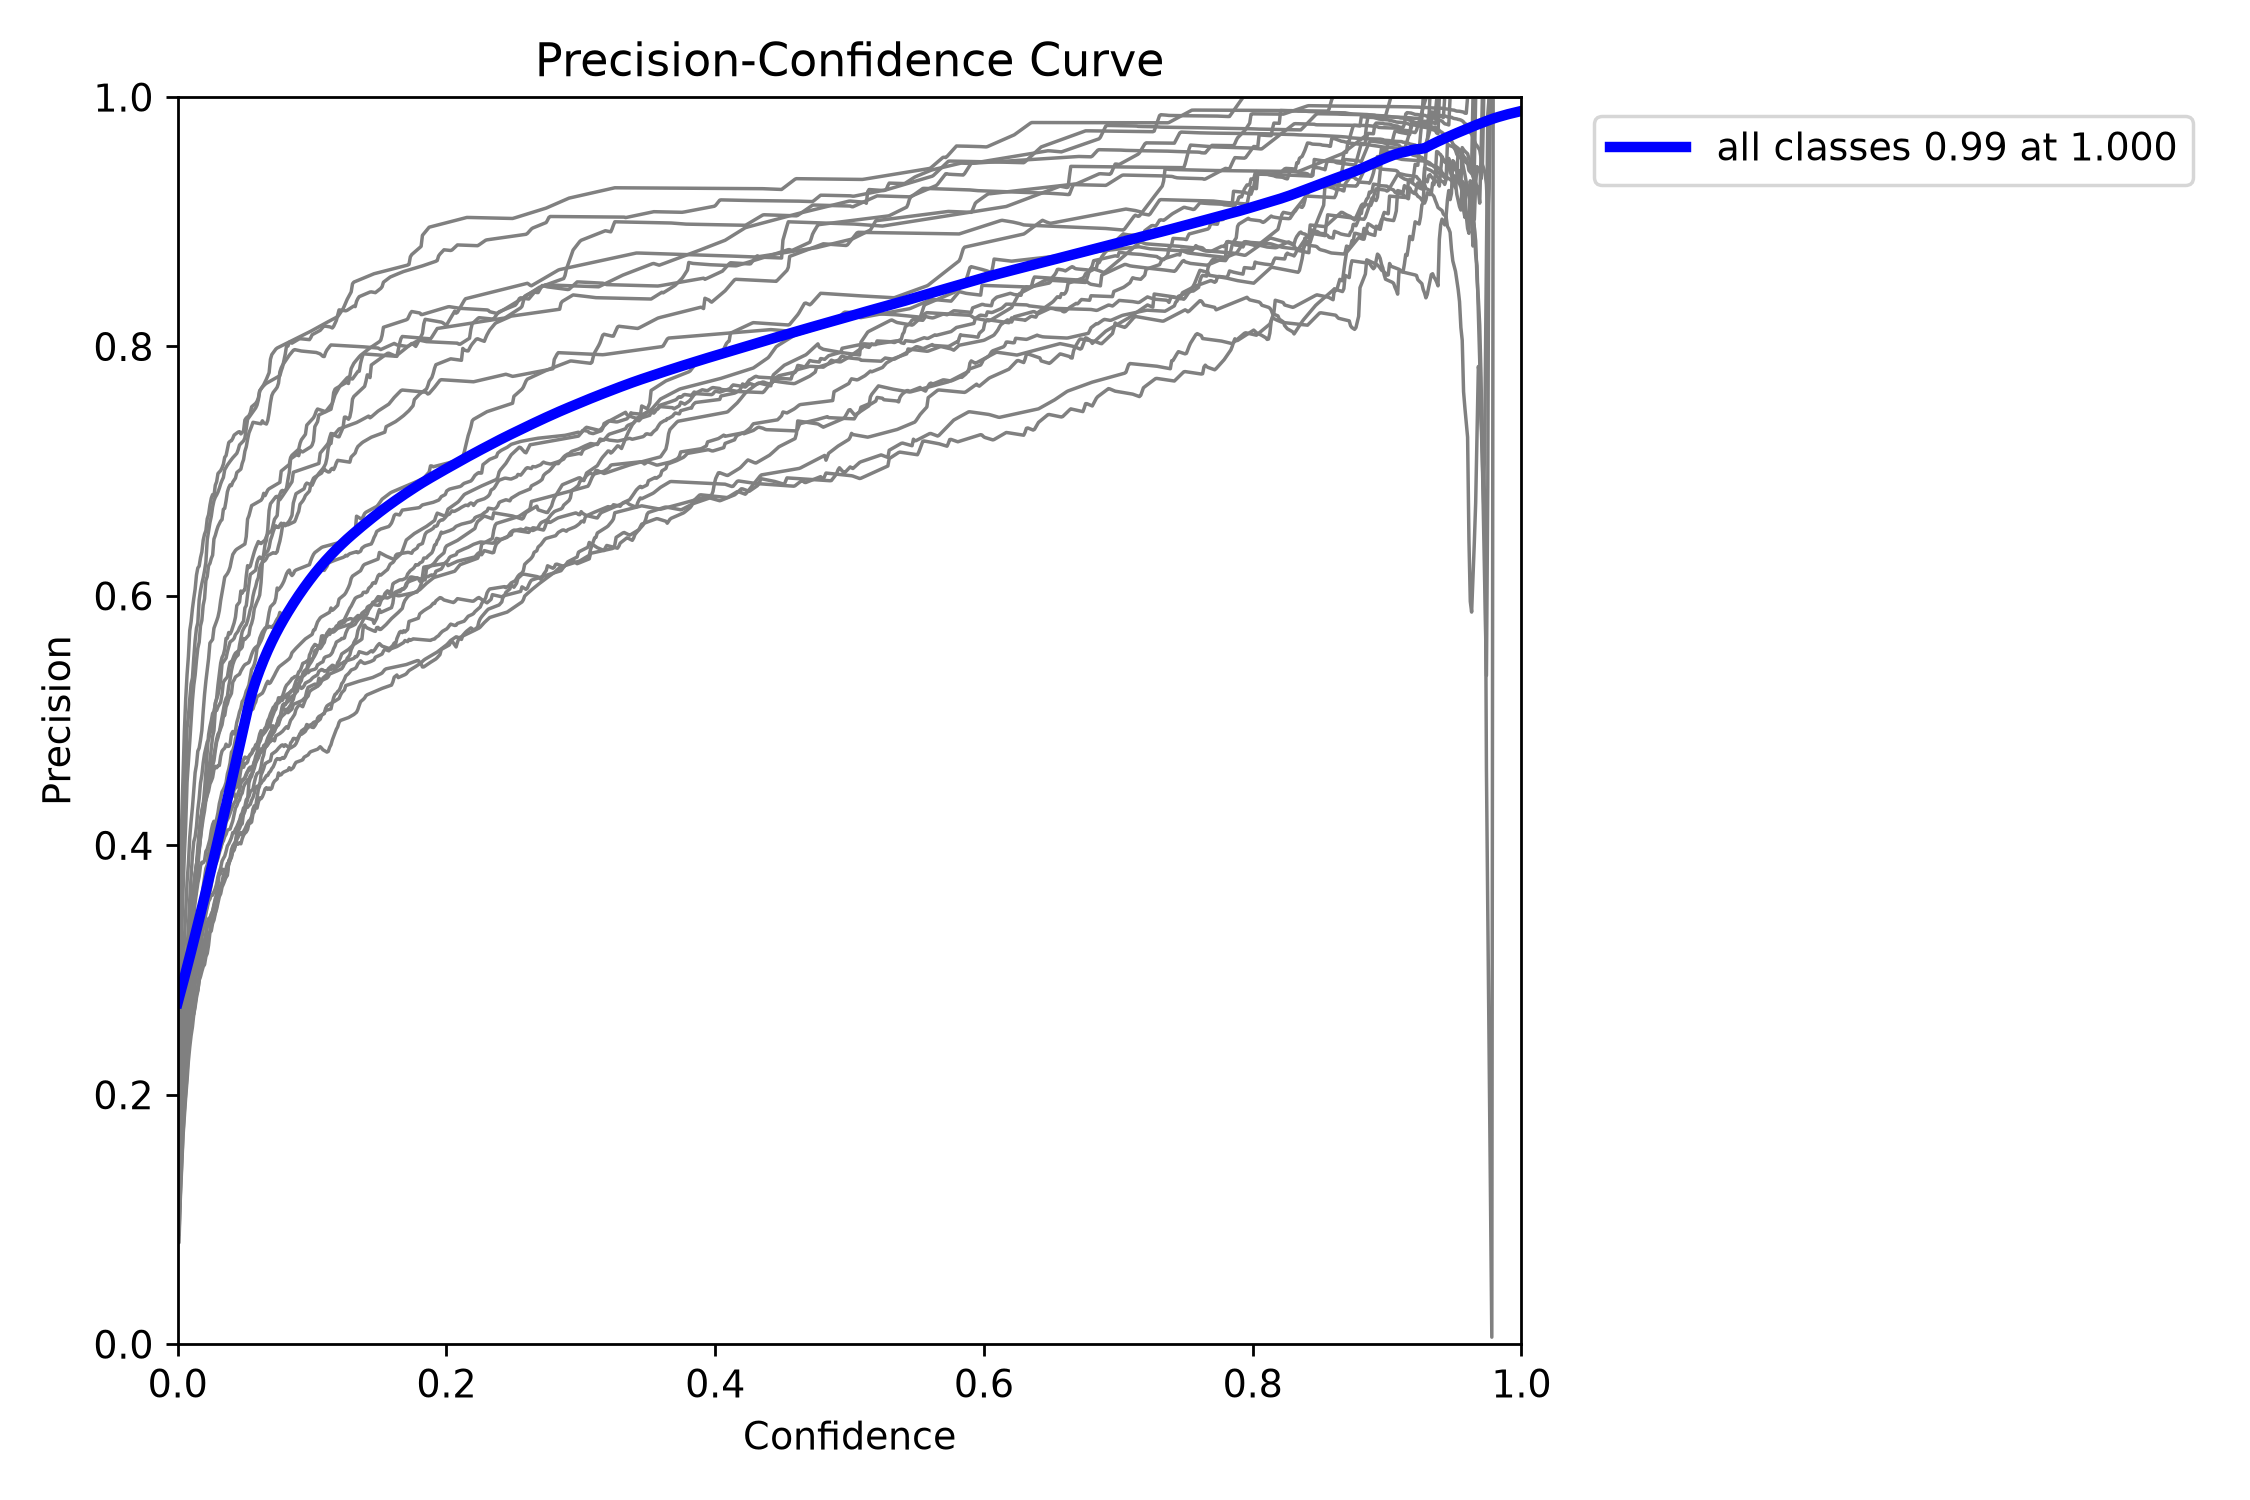 Precision-Confidence Curve
1.0
0.8
0.6
0.4
0.2
0.0
Precision
0.0 0.2 0.4 0.6 0.8 1.0
Confidence
all classes 0.99 at 1.000